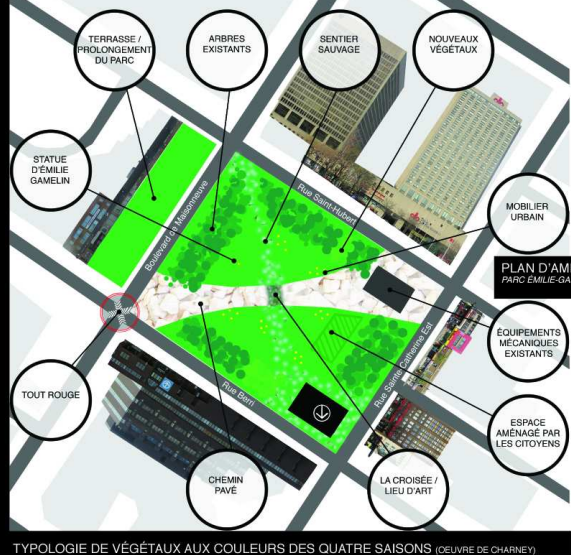 TERRASSE /
PROLONGEMENT
DU PARC
ARBRES
EXISTANTS
SENTIER
SAUVAGE
NOUVEAUX
VÉGÉTAUX
STATUE
D'ÉMILIE
GAMELIN
Boulevard de Maisonneuve
Rue Saint-Hubert
MOBILIER
URBAIN
PLAN D'AM
PARC ÉMILIE-GA
ÉQUIPEMENTS
MÉCANIQUES
EXISTANTS
Rue Sainte Catherine Est
Rue Berri
TOUT ROUGE
ESPACE
AMÉNAGÉ PAR
LES CITOYENS
CHEMIN
PAVÉ
LA CROISÉE /
LIEU D'ART
TYPOLOGIE DE VÉGÉTAUX AUX COULEURS DES QUATRE SAISONS (OEUVRE DE CHARNEY)